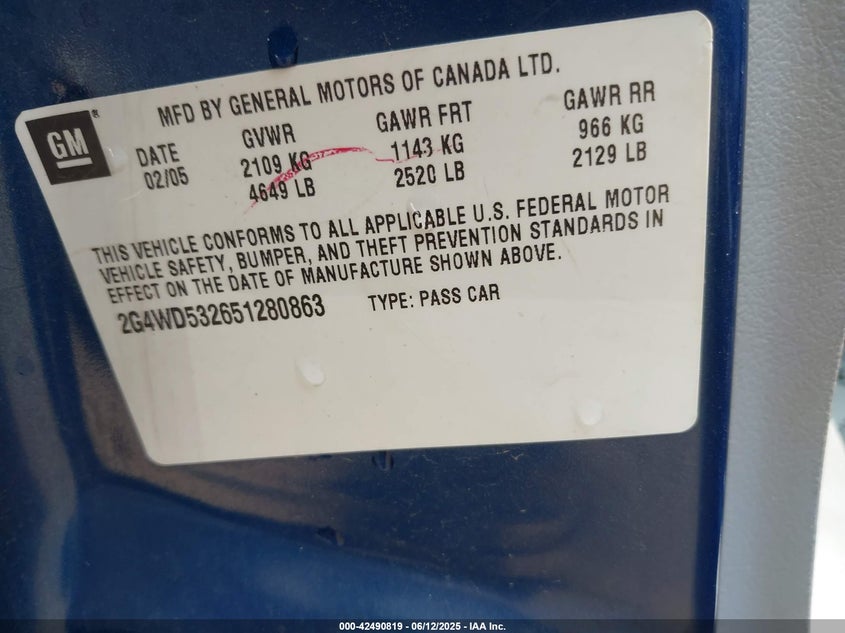 MFD BY GENERAL MOTORS OF CANADA LTD.
GM®
DATE GVWR GAWR FRT GAWR RR
02/05 2109 KG 1143 KG 966 KG
4649 LB 2520 LB 2129 LB
THIS VEHICLE CONFORMS TO ALL APPLICABLE U.S. FEDERAL MOTOR
VEHICLE SAFETY, BUMPER, AND THEFT PREVENTION STANDARDS IN
EFFECT ON THE DATE OF MANUFACTURE SHOWN ABOVE.
2G4WD532651280863 TYPE: PASS CAR
000-42490819 - 06/12/2025 - IAA Inc.